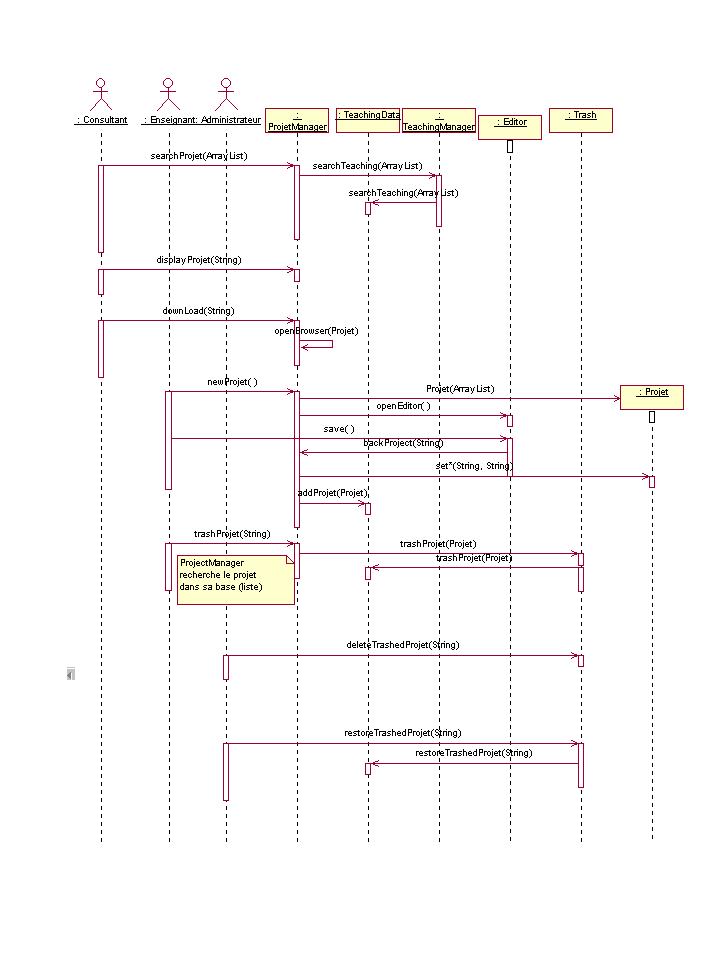 : Consultant
: Enseignant
: Administrateur
:
ProjetManager
: TeachingData
:
TeachingManager
: Editor
: Trash
searchProjet(ArrayList)
searchTeaching(ArrayList)
searchTeaching(ArrayList)
displayProjet(String)
downLoad(String)
openBrowser(Projet)
newProjet( )
Projet(ArrayList)
: Projet
openEditor( )
save( )
backProject(String)
set*(String, String)
addProjet(Projet)
trashProjet(String)
trashProjet(Projet)
trashProjet(Projet)
ProjectManager
recherche le projet
dans sa base (liste)
deleteTrashedProjet(String)
restoreTrashedProjet(String)
restoreTrashedProjet(String)